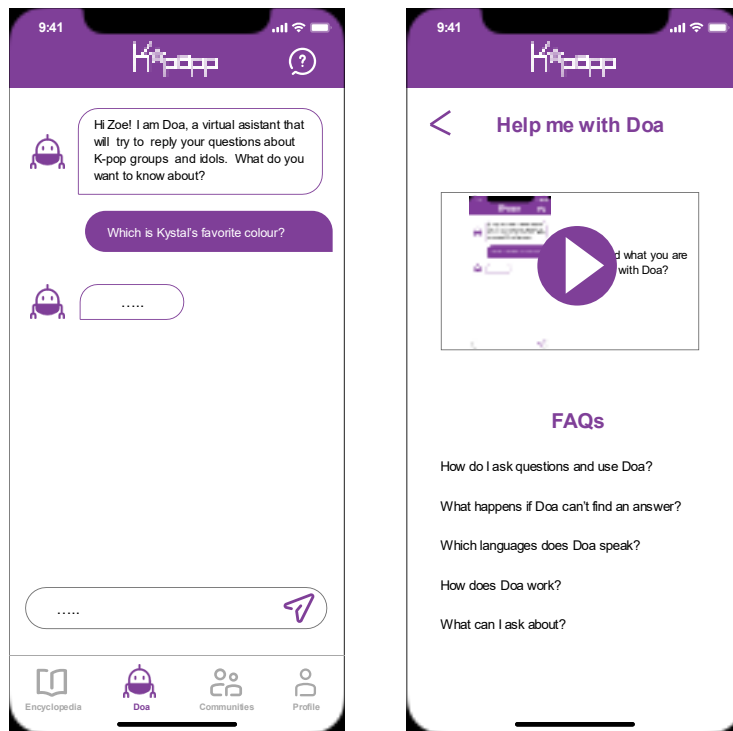 9:41
K*papp
Hi Zoe! I am Doa, a virtual asistant that
will try to reply your questions about
K-pop groups and idols. What do you
want to know about?
Which is Kystal's favorite colour?
.....
.....
Encyclopedia
Doa
Communities
Profile
9:41
K*papp
Help me with Doa
what you are
with Doa?
FAQs
How do I ask questions and use Doa?
What happens if Doa can't find an answer?
Which languages does Doa speak?
How does Doa work?
What can I ask about?